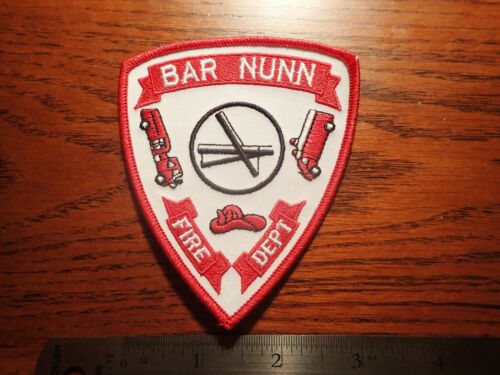 BAR NUNN
FIRE
DEPT
1 2 3